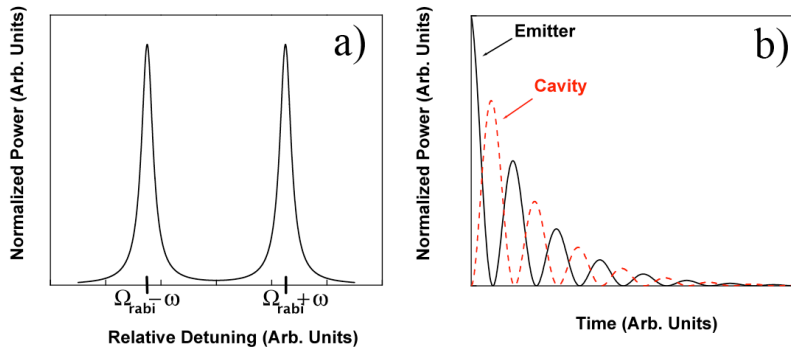 a)
Normalized Power (Arb. Units)
Ωrabi−ω
Ωrabi+ω
Relative Detuning (Arb. Units)
b)
Normalized Power (Arb. Units)
Emitter
Cavity
Time (Arb. Units)